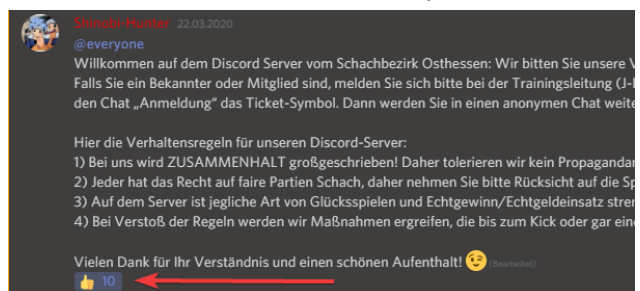 Shinobi-Hunter 22.03.2020
@everyone
Willkommen auf dem Discord Server vom Schachbezirk Osthessen: Wir bitten Sie unsere
Falls Sie ein Bekannter oder Mitglied sind, melden Sie sich bitte bei der Trainingsleitung
den Chat „Anmeldung“ das Ticket-Symbol. Dann werden Sie in einen anonymen Chat
Hier die Verhaltensregeln für unseren Discord-Server:
1) Bei uns wird ZUSAMMENHALT großgeschrieben! Daher tolerieren wir kein
2) Jeder hat das Recht auf faire Partien Schach, daher nehmen Sie bitte Rücksicht auf die
3) Auf dem Server ist jegliche Art von Glücksspielen und Echtgewinn/Echtgeldeinsatz
4) Bei Verstoß der Regeln werden wir Maßnahmen ergreifen, die bis zum Kick oder gar
Vielen Dank für Ihr Verständnis und einen schönen Aufenthalt! 😉 (Bearbeitet)
👍 10